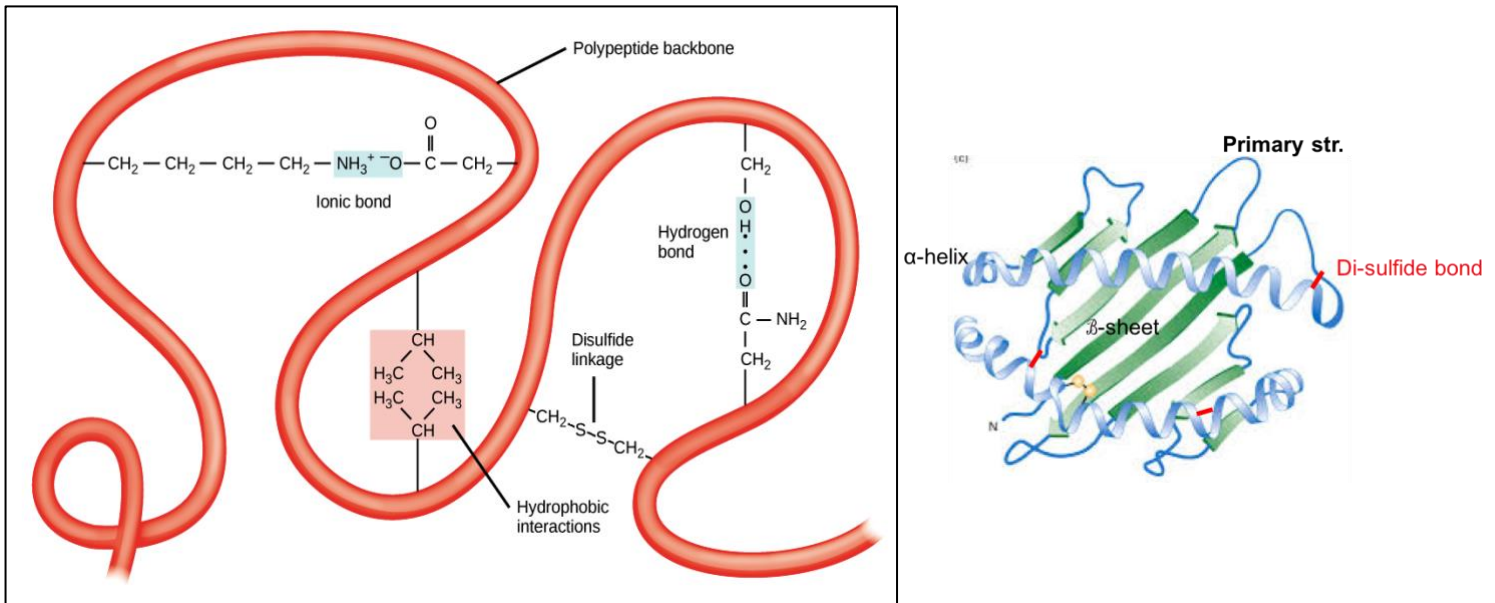 Polypeptide backbone
O
CH₂ — CH₂ — CH₂ — CH₂ — NH₃⁺ ⁻O — C — CH₂
Ionic bond
CH₂
O
H
Hydrogen
bond
O
C — NH₂
CH₂
CH
H₃C CH₃
H₃C CH₃
CH
Disulfide
linkage
CH₂ S S CH₂
Hydrophobic
interactions
Primary str.
(C)
α-helix
Di-sulfide bond
ℬ-sheet
N